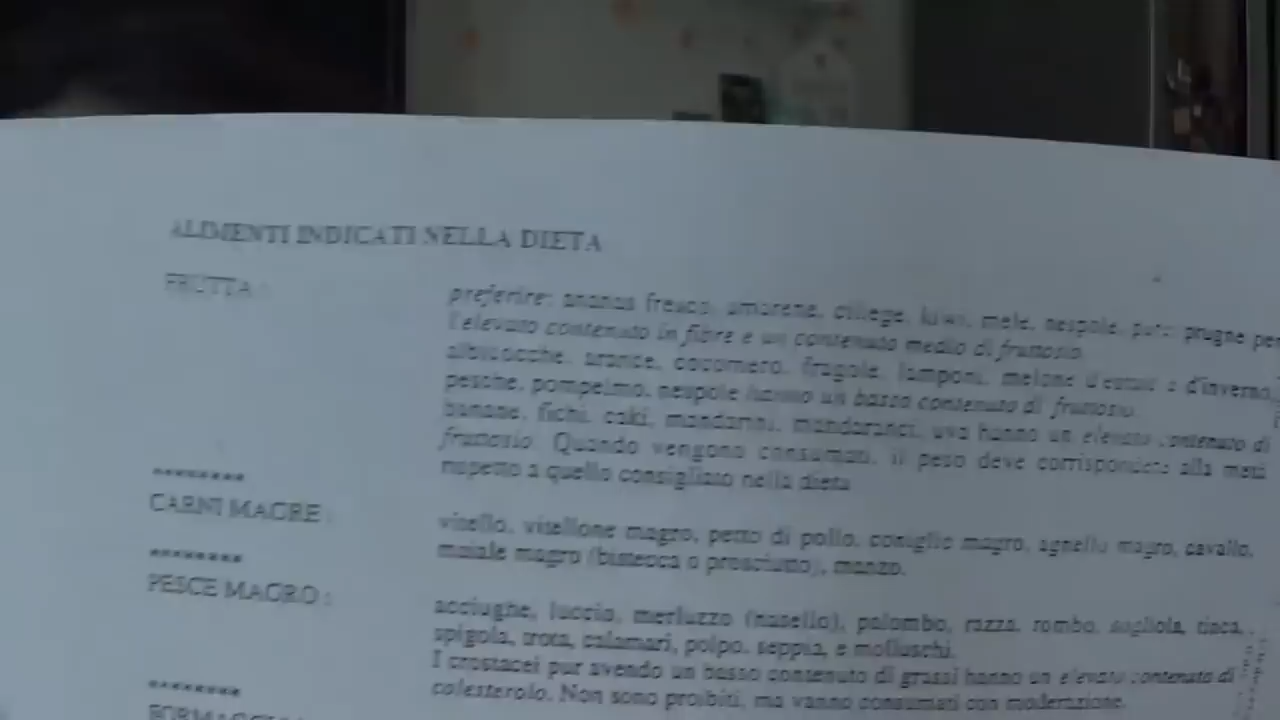 ALIMENTI INDICATI NELLA DIETA
FRUTTA :
preferire: ananas fresco, amarene, ciliege, kiwi, mele, nespole, prugne per
l'elevato contenuto in fibre e un contenuto medio di fruttosio.
albicocche, arance, cocomero, fragole, lamponi, melone d'estate e d'inverno,
pesche, pompelmo, nespole hanno un basso contenuto di fruttosio.
banane, fichi, caki, mandarini, mandaranci, uva hanno un elevato contenuto di
fruttosio. Quando vengono consumati, il peso deve corrispondere alla metà
rispetto a quello consigliato nella dieta
********
CARNI MAGRE :
vitello, vitellone magro, petto di pollo, coniglio magro, agnello magro, cavallo,
maiale magro (bistecca o prosciutto), manzo.
********
PESCE MAGRO :
acciughe, luccio, merluzzo (nasello), palombo, razza, rombo, sogliola, tinca,
spigola, trota, calamari, polpo, seppia, e molluschi.
I crostacei pur avendo un basso contenuto di grassi hanno un elevato contenuto di
colesterolo. Non sono proibiti, ma vanno consumati con moderazione.
********